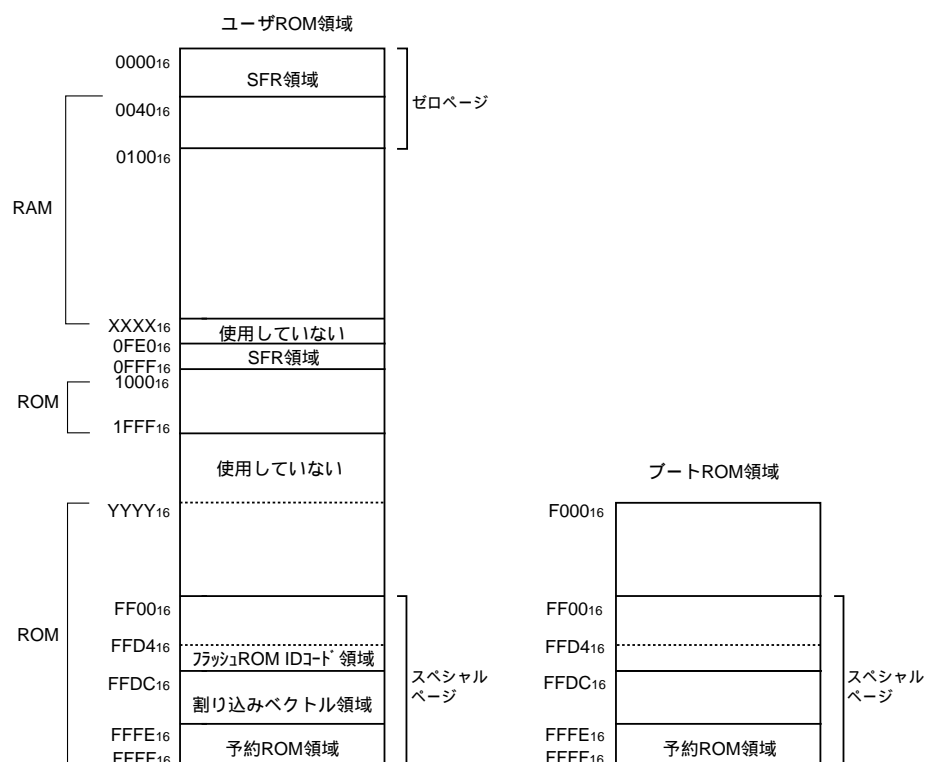 ユーザROM領域
000016
SFR領域
ゼロページ
004016
010016
RAM
XXXX16
使用していない
0FE016
SFR領域
0FFF16
100016
ROM
1FFF16
使用していない
ブートROM領域
YYYY16
F00016
FF0016
FF0016
ROM
FFD416
FFD416
フラッシュROM IDコード領域
スペシャル
ページ
スペシャル
ページ
FFDC16
FFDC16
割り込みベクトル領域
FFFE16
FFFE16
予約ROM領域
予約ROM領域
FFFF16
FFFF16